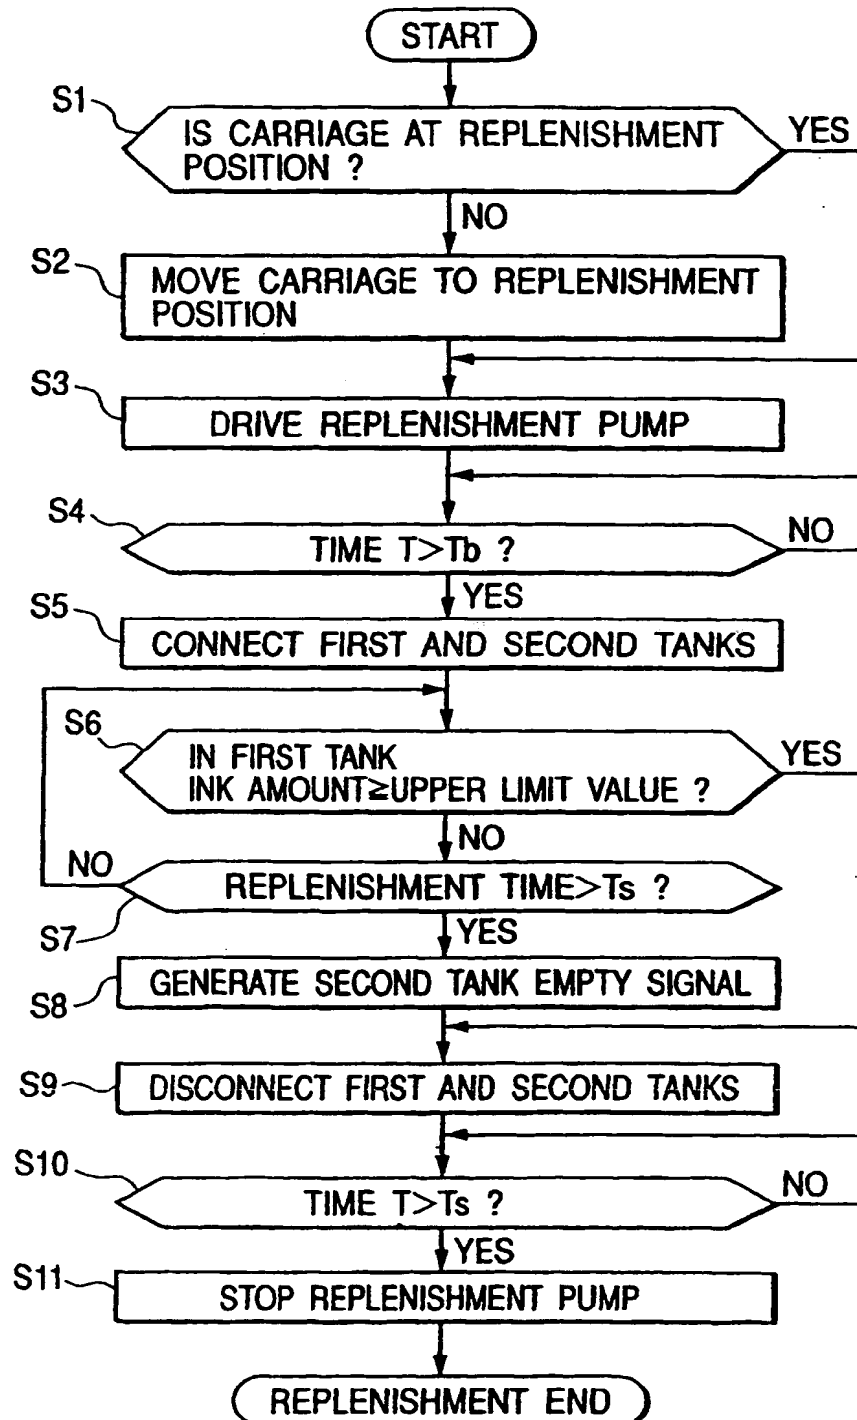 START
S1
IS CARRIAGE AT REPLENISHMENT
POSITION ?
YES
NO
S2
MOVE CARRIAGE TO REPLENISHMENT
POSITION
S3
DRIVE REPLENISHMENT PUMP
S4
TIME T>Tb ?
NO
YES
S5
CONNECT FIRST AND SECOND TANKS
S6
IN FIRST TANK
INK AMOUNT≧UPPER LIMIT VALUE ?
YES
NO
NO
REPLENISHMENT TIME>Ts ?
S7
YES
S8
GENERATE SECOND TANK EMPTY SIGNAL
S9
DISCONNECT FIRST AND SECOND TANKS
S10
TIME T>Ts ?
NO
YES
S11
STOP REPLENISHMENT PUMP
REPLENISHMENT END